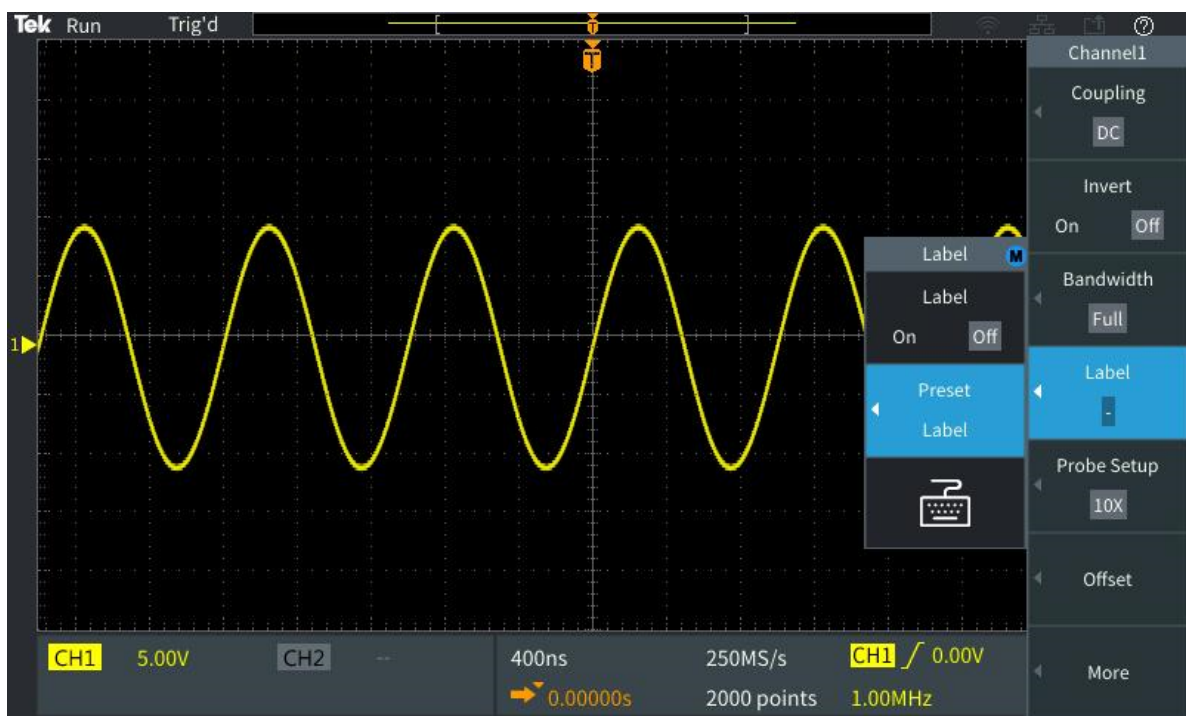 Tek Run Trig'd
T
T
?
Channel1
Coupling
DC
Invert
On Off
Bandwidth
Full
Label
-
Probe Setup
10X
Offset
More
Label M
Label
On Off
Preset
Label
1
CH1 5.00V CH2 -- 400ns 250MS/s CH1 0.00V
0.00000s 2000 points 1.00MHz